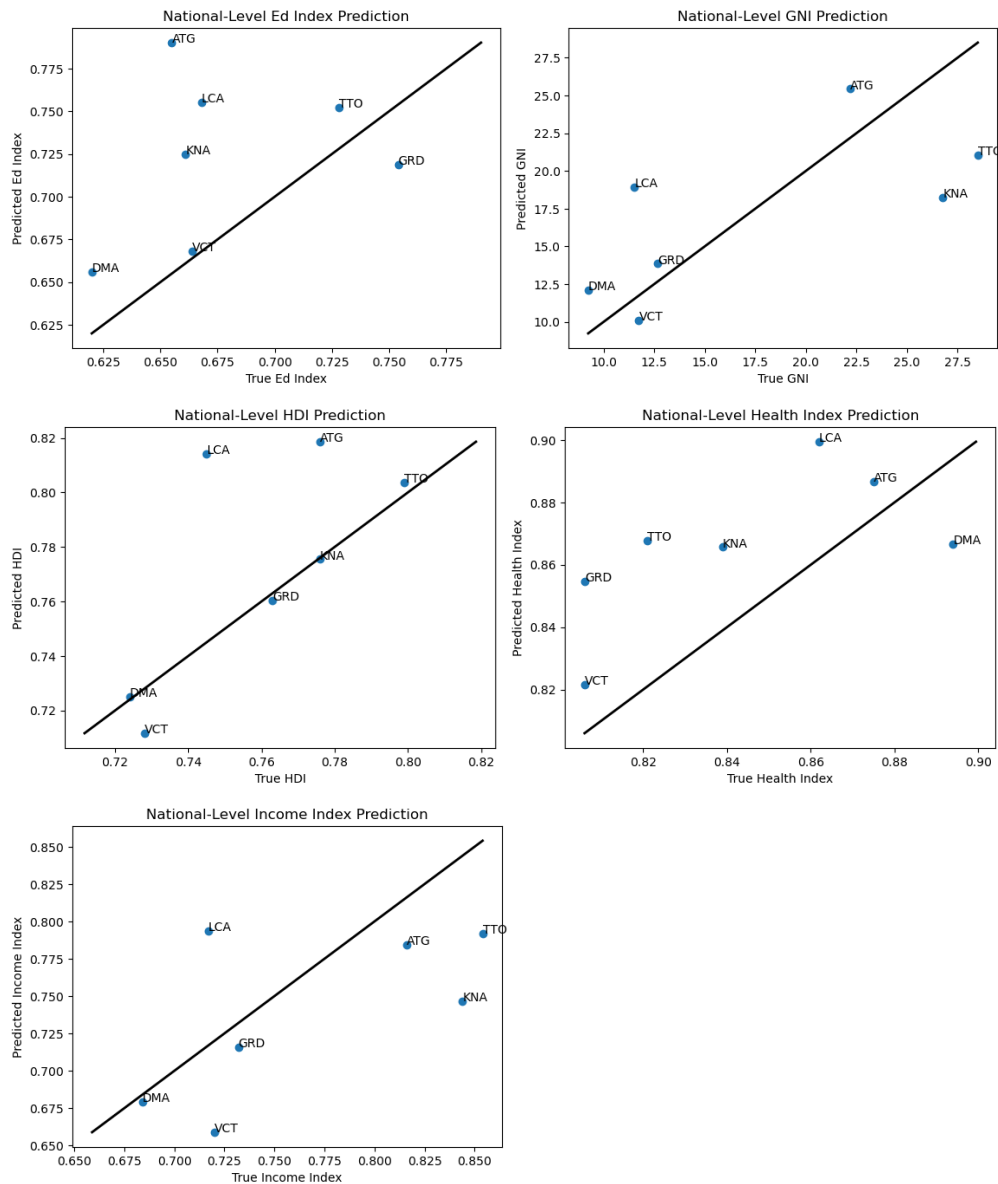 National-Level Ed Index Prediction
Predicted Ed Index
0.775
0.750
0.725
0.700
0.675
0.650
0.625
ATG
LCA
TTO
KNA
GRD
VCT
DMA
0.625 0.650 0.675 0.700 0.725 0.750 0.775
True Ed Index
National-Level GNI Prediction
Predicted GNI
27.5
25.0
22.5
20.0
17.5
15.0
12.5
10.0
ATG
TTO
LCA
KNA
GRD
DMA
VCT
10.0 12.5 15.0 17.5 20.0 22.5 25.0 27.5
True GNI
National-Level HDI Prediction
Predicted HDI
0.82
0.80
0.78
0.76
0.74
0.72
ATG
LCA
TTO
KNA
GRD
DMA
VCT
0.72 0.74 0.76 0.78 0.80 0.82
True HDI
National-Level Health Index Prediction
Predicted Health Index
0.90
0.88
0.86
0.84
0.82
LCA
ATG
TTO
KNA
DMA
GRD
VCT
0.82 0.84 0.86 0.88 0.90
True Health Index
National-Level Income Index Prediction
Predicted Income Index
0.850
0.825
0.800
0.775
0.750
0.725
0.700
0.675
0.650
LCA
TTO
ATG
KNA
GRD
DMA
VCT
0.650 0.675 0.700 0.725 0.750 0.775 0.800 0.825 0.850
True Income Index